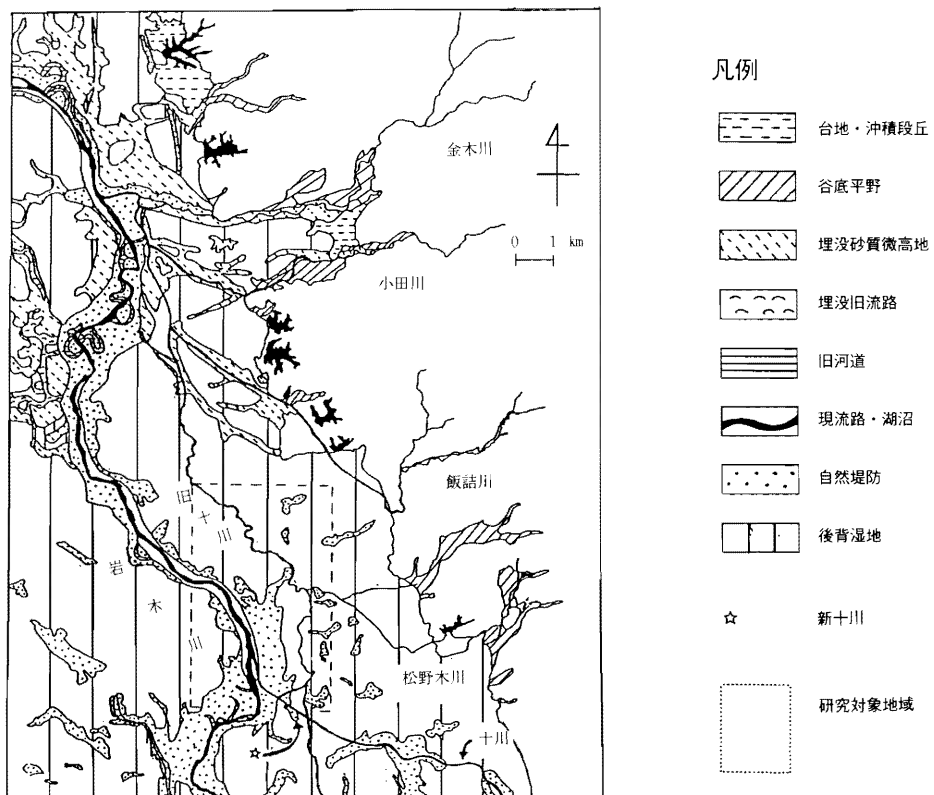 金木川
0 1 km
小田川
飯詰川
旧十川
岩木川
松野木川
十川
凡例
台地・沖積段丘
谷底平野
埋没砂質微高地
埋没旧流路
旧河道
現流路・湖沼
自然堤防
後背湿地
新十川
研究対象地域